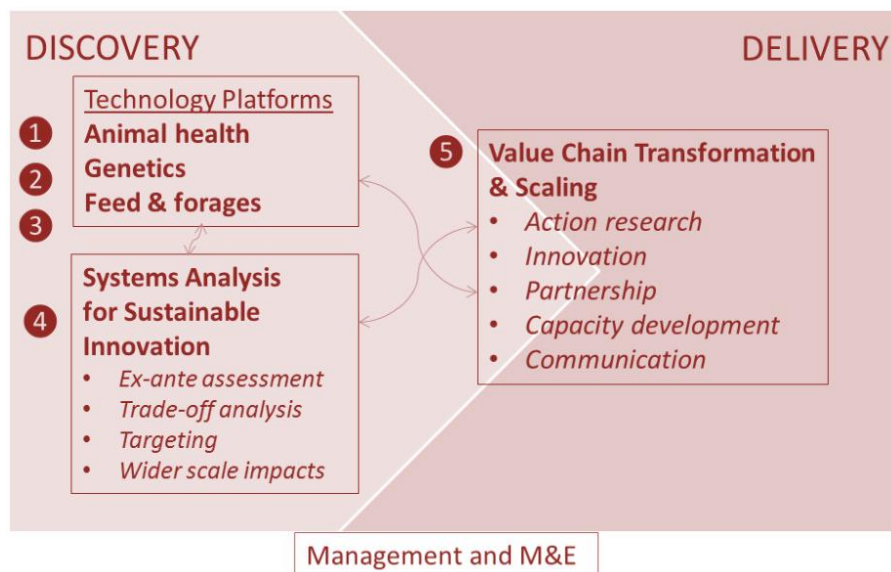 DISCOVERY
DELIVERY
Technology Platforms
1 Animal health
2 Genetics
3 Feed & forages
4 Systems Analysis
for Sustainable
Innovation
• Ex-ante assessment
• Trade-off analysis
• Targeting
• Wider scale impacts
5 Value Chain Transformation
& Scaling
• Action research
• Innovation
• Partnership
• Capacity development
• Communication
Management and M&E